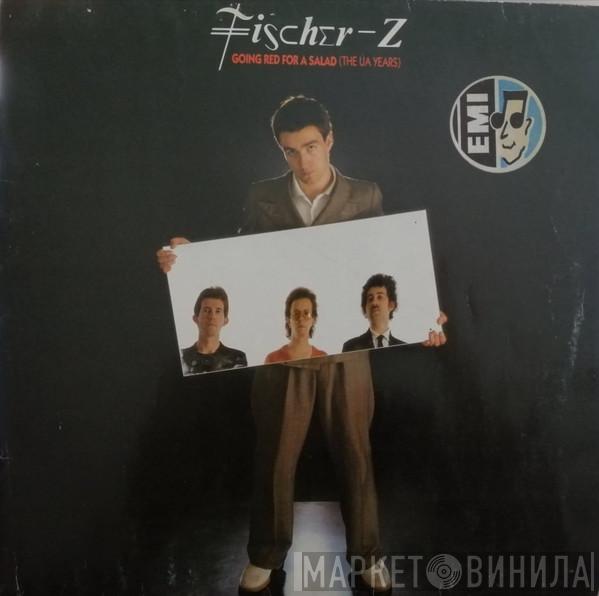 Fischer-Z
GOING RED FOR A SALAD (THE UA YEARS)
EMI
МАРКЕТ ВИНИЛА